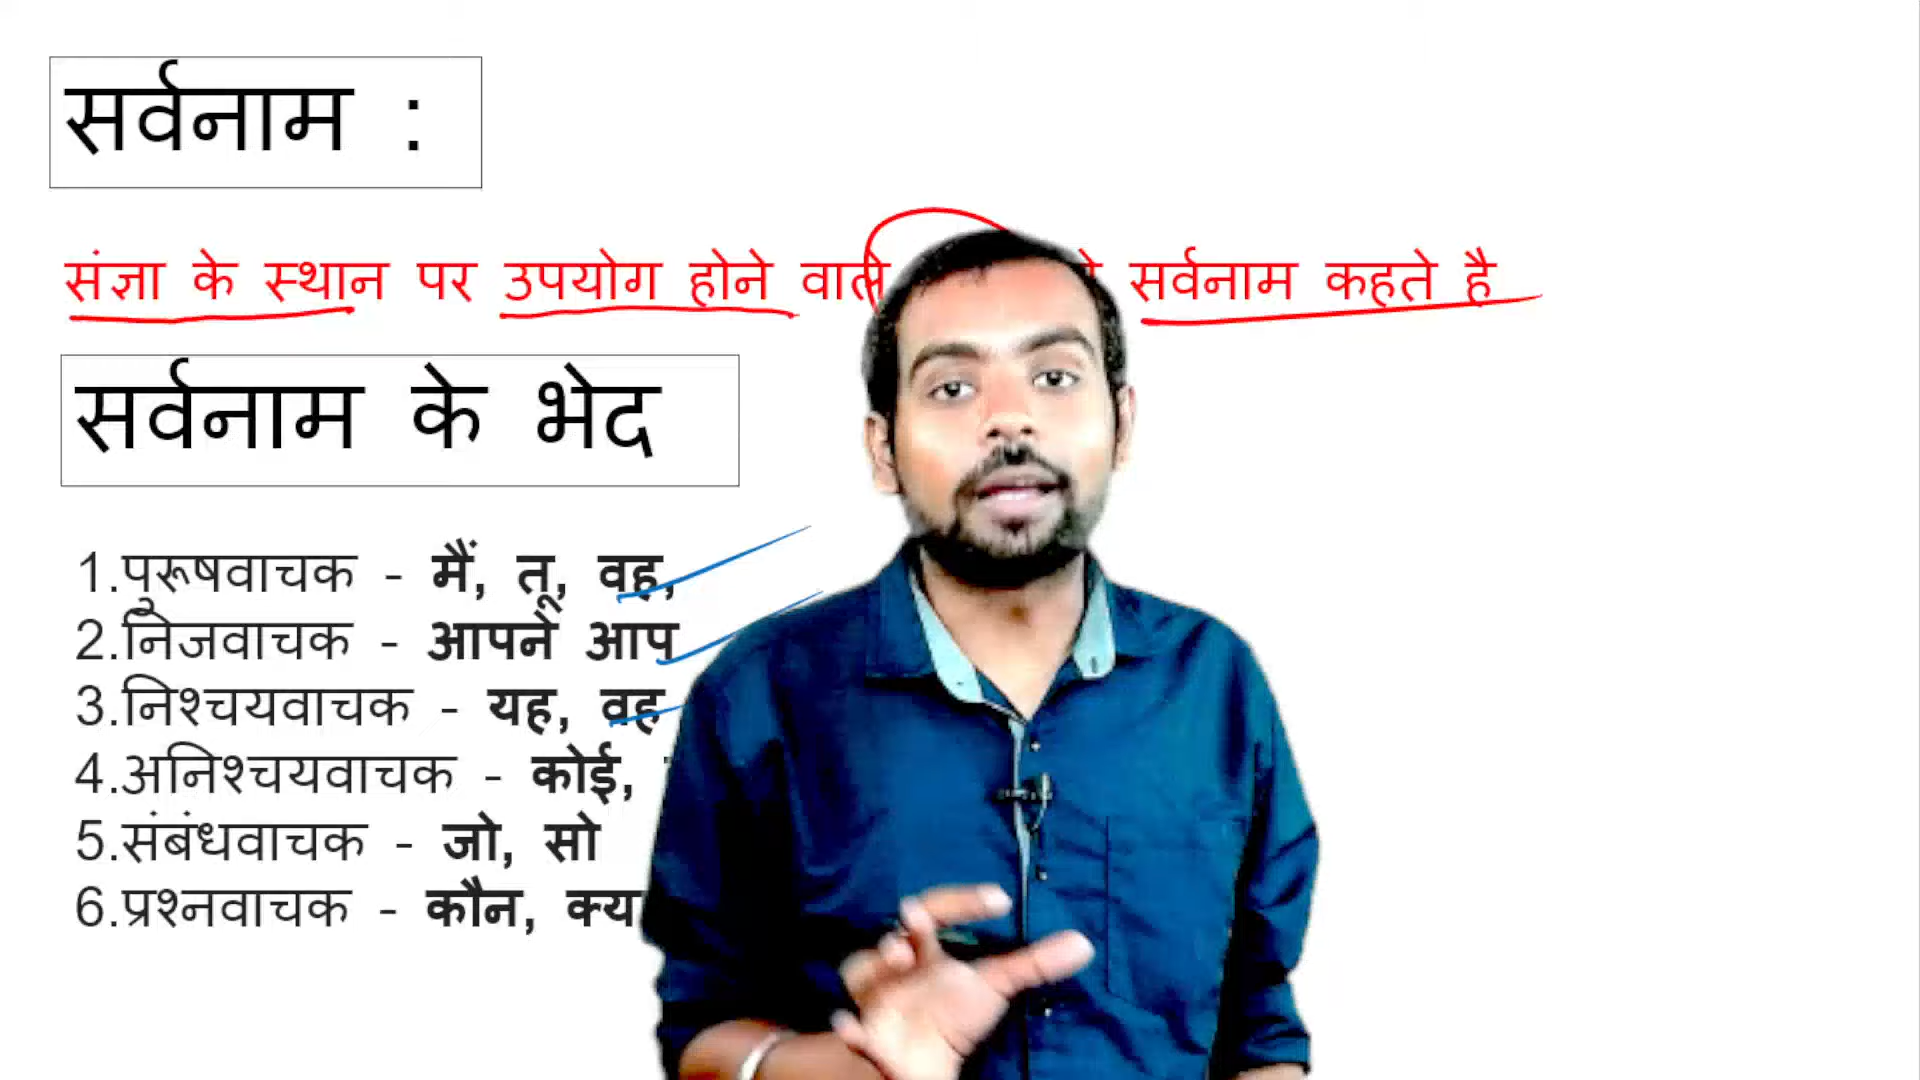 सर्वनाम :
संज्ञा के स्थान पर उपयोग होने वाले सर्वनाम कहते है
सर्वनाम के भेद
1.पुरूषवाचक - मैं, तू, वह,
2.निजवाचक - आपने आप
3.निश्चयवाचक - यह, वह
4.अनिश्चयवाचक - कोई,
5.संबंधवाचक - जो, सो
6.प्रश्नवाचक - कौन,